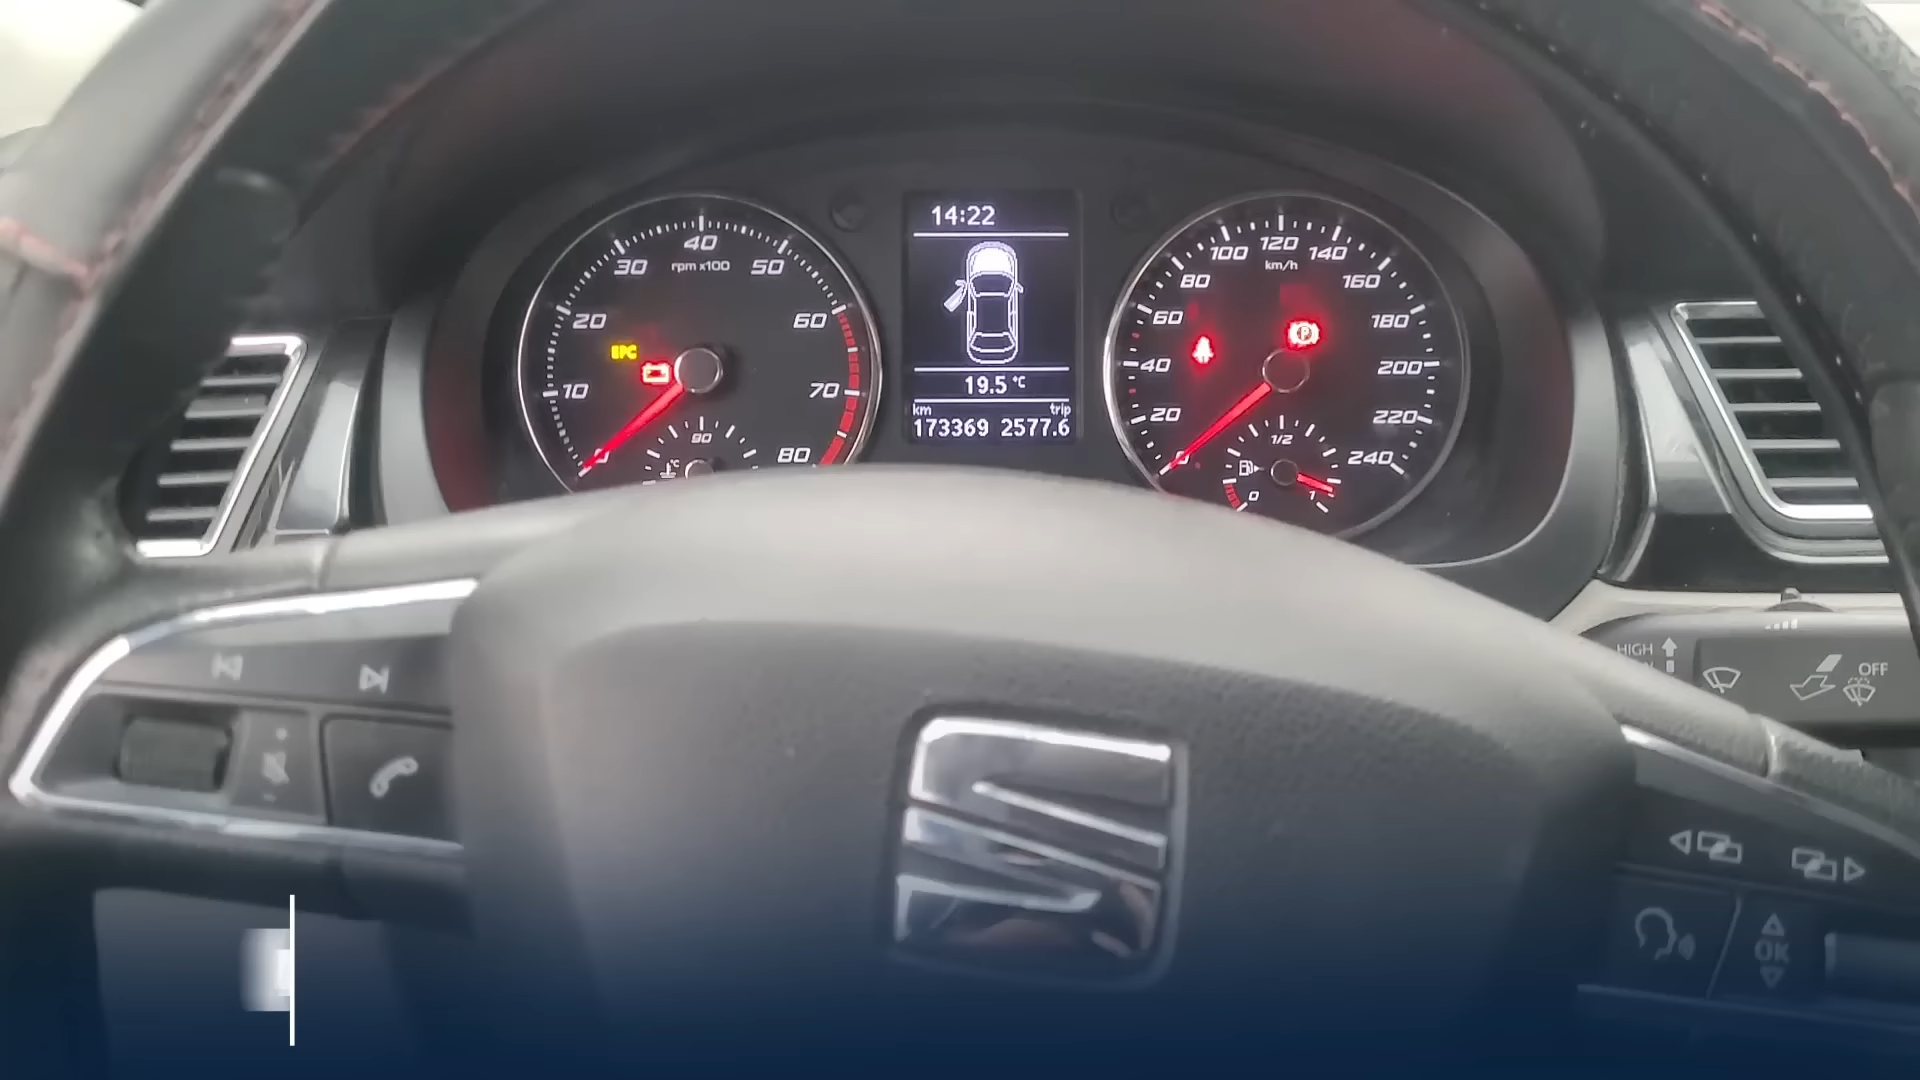 14:22
10
20
30
40
50
60
70
80
rpm x100
EPC
90
°C
19.5 °C
km trip
173369 2577.6
0
20
40
60
80
100
120
140
160
180
200
220
240
km/h
P
0 1/2 1
HIGH
OFF
OK